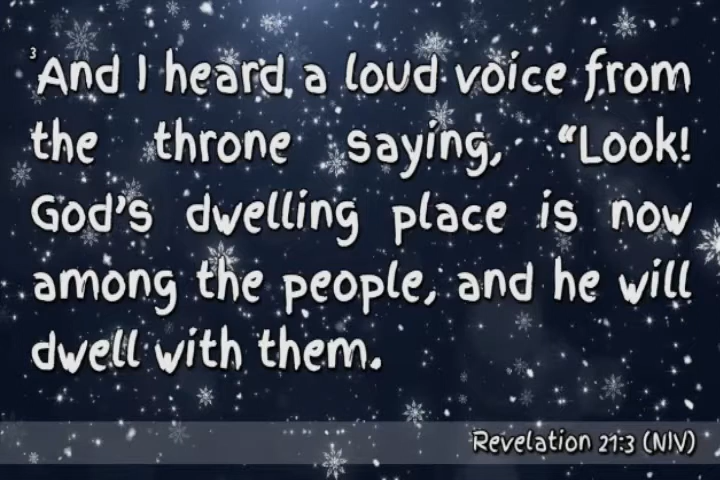 ³And I heard a loud voice from
the throne saying, “Look!
God’s dwelling place is now
among the people, and he will
dwell with them.
Revelation 21:3 (NIV)